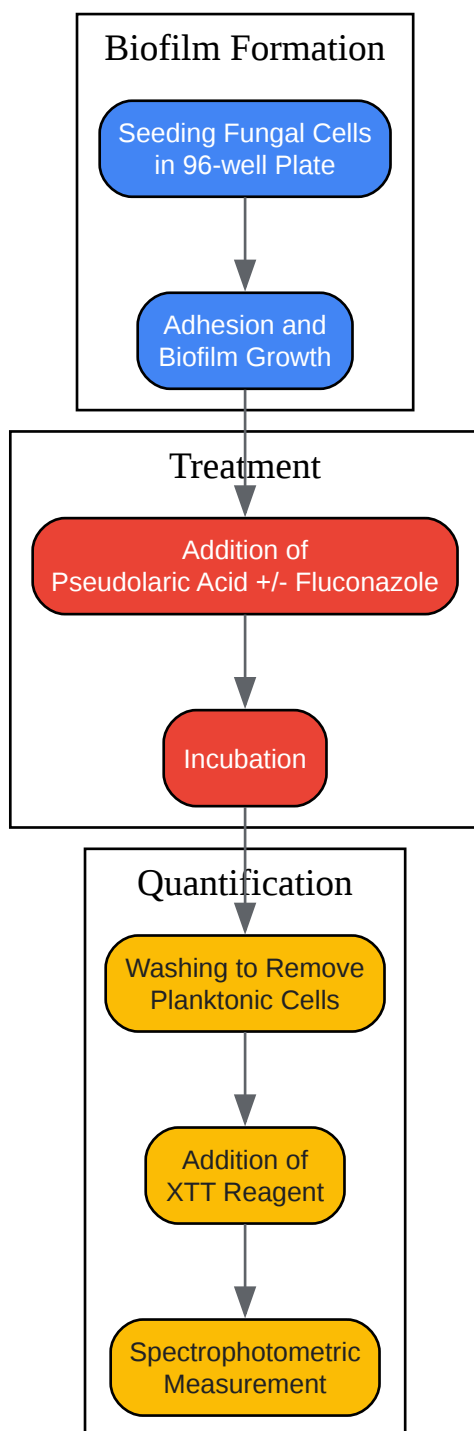 Biofilm Formation
Seeding Fungal Cells
in 96-well Plate
Adhesion and
Biofilm Growth
Treatment
Addition of
Pseudolaric Acid +/- Fluconazole
Incubation
Quantification
Washing to Remove
Planktonic Cells
Addition of
XTT Reagent
Spectrophotometric
Measurement